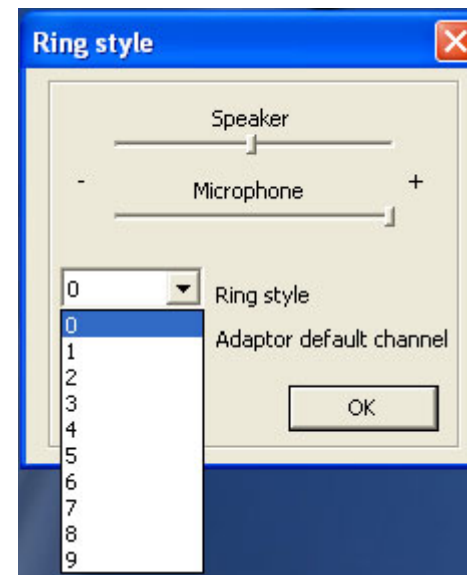 Ring style
Speaker
- Microphone +
0 Ring style
0
1
2
3
4
5
6
7
8
9
Adaptor default channel
OK